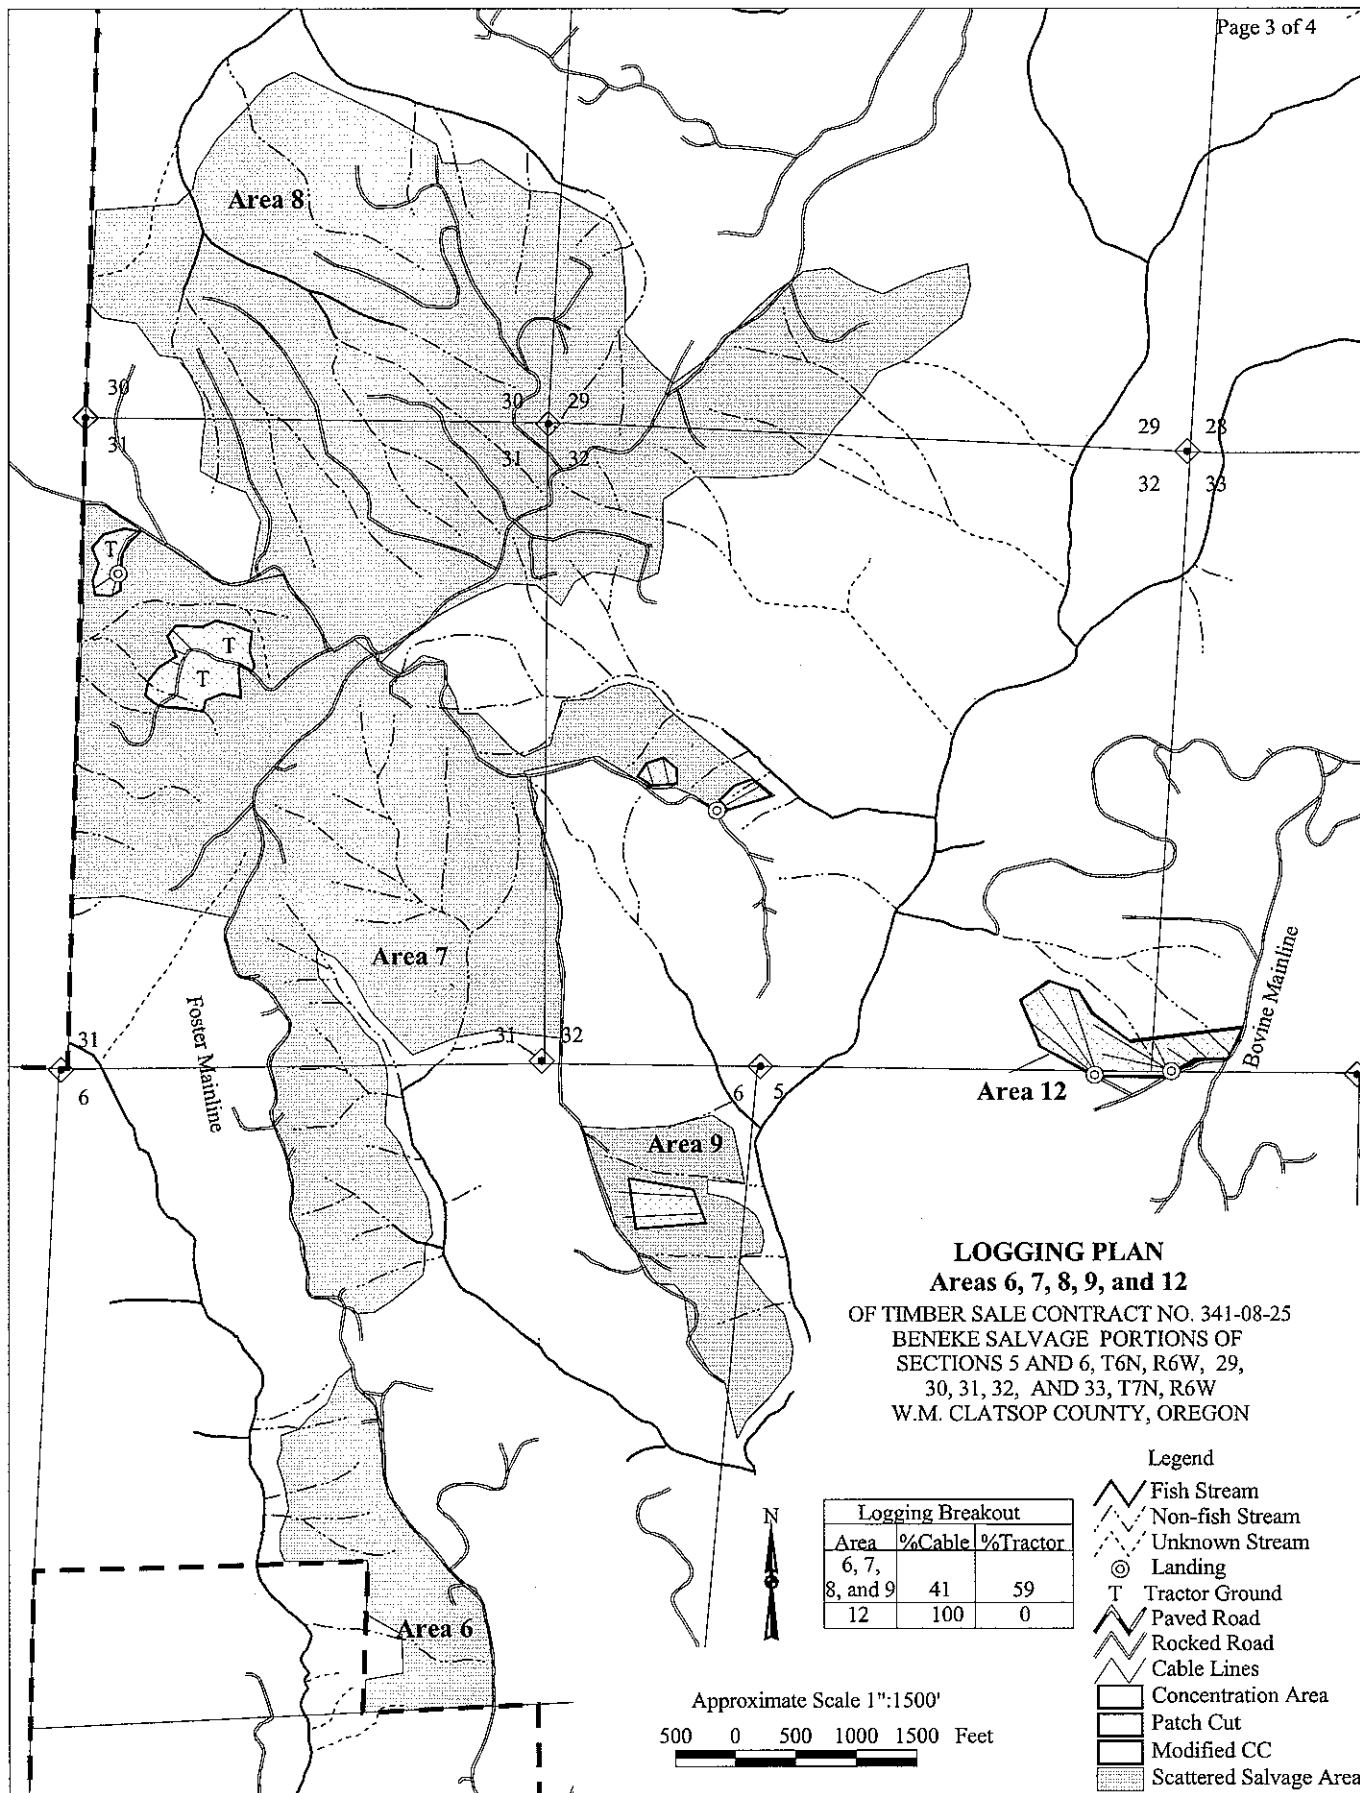 Page 3 of 4
Area 8
30
30
29
31
31
32
29
28
32
33
T
T
T
Area 7
Foster Mainline
31
31
32
6
6
5
Bovine Mainline
Area 12
Area 9
LOGGING PLAN
Areas 6, 7, 8, 9, and 12
OF TIMBER SALE CONTRACT NO. 341-08-25
BENEKE SALVAGE PORTIONS OF
SECTIONS 5 AND 6, T6N, R6W, 29,
30, 31, 32, AND 33, T7N, R6W
W.M. CLATSOP COUNTY, OREGON
Legend
Fish Stream
Non-fish Stream
Unknown Stream
Landing
T Tractor Ground
Paved Road
Rocked Road
Cable Lines
Concentration Area
Patch Cut
Modified CC
Scattered Salvage Area
N
Logging Breakout
Area %Cable %Tractor
6, 7,
8, and 9 41 59
12 100 0
Area 6
Approximate Scale 1":1500'
500 0 500 1000 1500 Feet